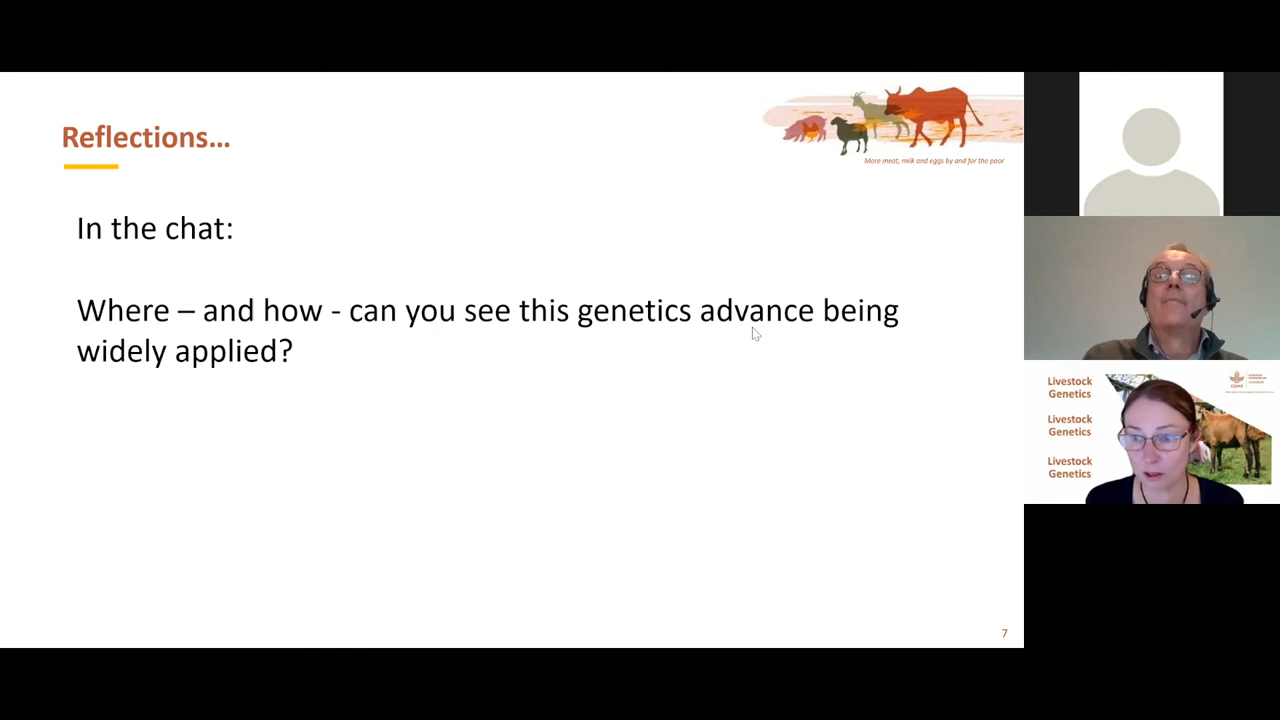 Reflections...
More meat, milk and eggs by and for the poor
In the chat:
Where – and how - can you see this genetics advance being
widely applied?
7
Livestock
Genetics
Livestock
Genetics
Livestock
Genetics